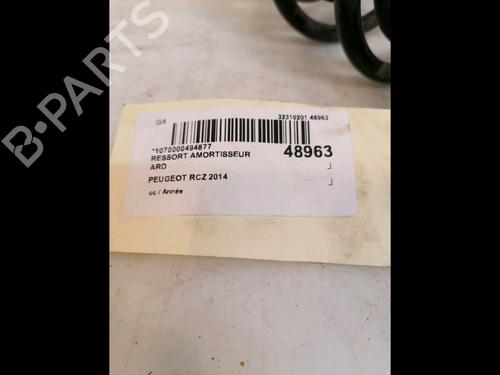 B-PARTS
GA
32310201 48963
*1070000494877
48963
RESSORT AMORTISSEUR
ARD
PEUGEOT RCZ 2014
cc / Année